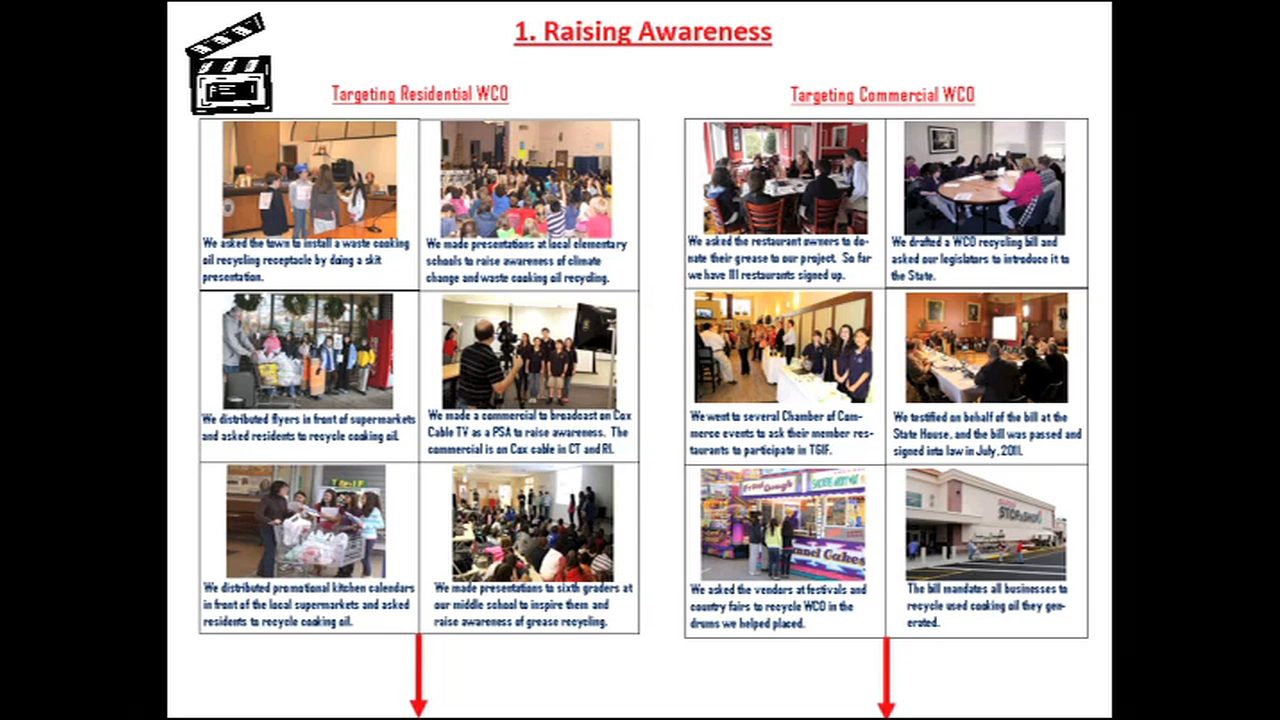 1. Raising Awareness
Targeting Residential WCO
We asked the town to install a waste cooking
oil recycling receptacle by doing a skit
presentation.
We made presentations at local elementary
schools to raise awareness of climate
change and waste cooking oil recycling.
We distributed flyers in front of supermarkets
and asked residents to recycle cooking oil.
We made a commercial to broadcast on Cox
Cable TV as a PSA to raise awareness. The
commercial is on Cox cable in CT and RI.
We distributed promotional kitchen calendars
in front of the local supermarkets and asked
residents to recycle cooking oil.
We made presentations to sixth graders at
our middle school to inspire them and
raise awareness of grease recycling.
Targeting Commercial WCO
We asked the restaurant owners to do-
nate their grease to our project. So far
we have 111 restaurants signed up.
We drafted a WCO recycling bill and
asked our legislators to introduce it to
the State.
We went to several Chamber of Com-
merce events to ask their member res-
taurants to participate in TGIF.
We testified on behalf of the bill at the
State House, and the bill was passed and
signed into law in July, 2011.
Fried Dough
Funnel Cakes
We asked the vendors at festivals and
country fairs to recycle WCO in the
drums we helped placed.
STOP & SHOP
The bill mandates all businesses to
recycle used cooking oil they gen-
erated.